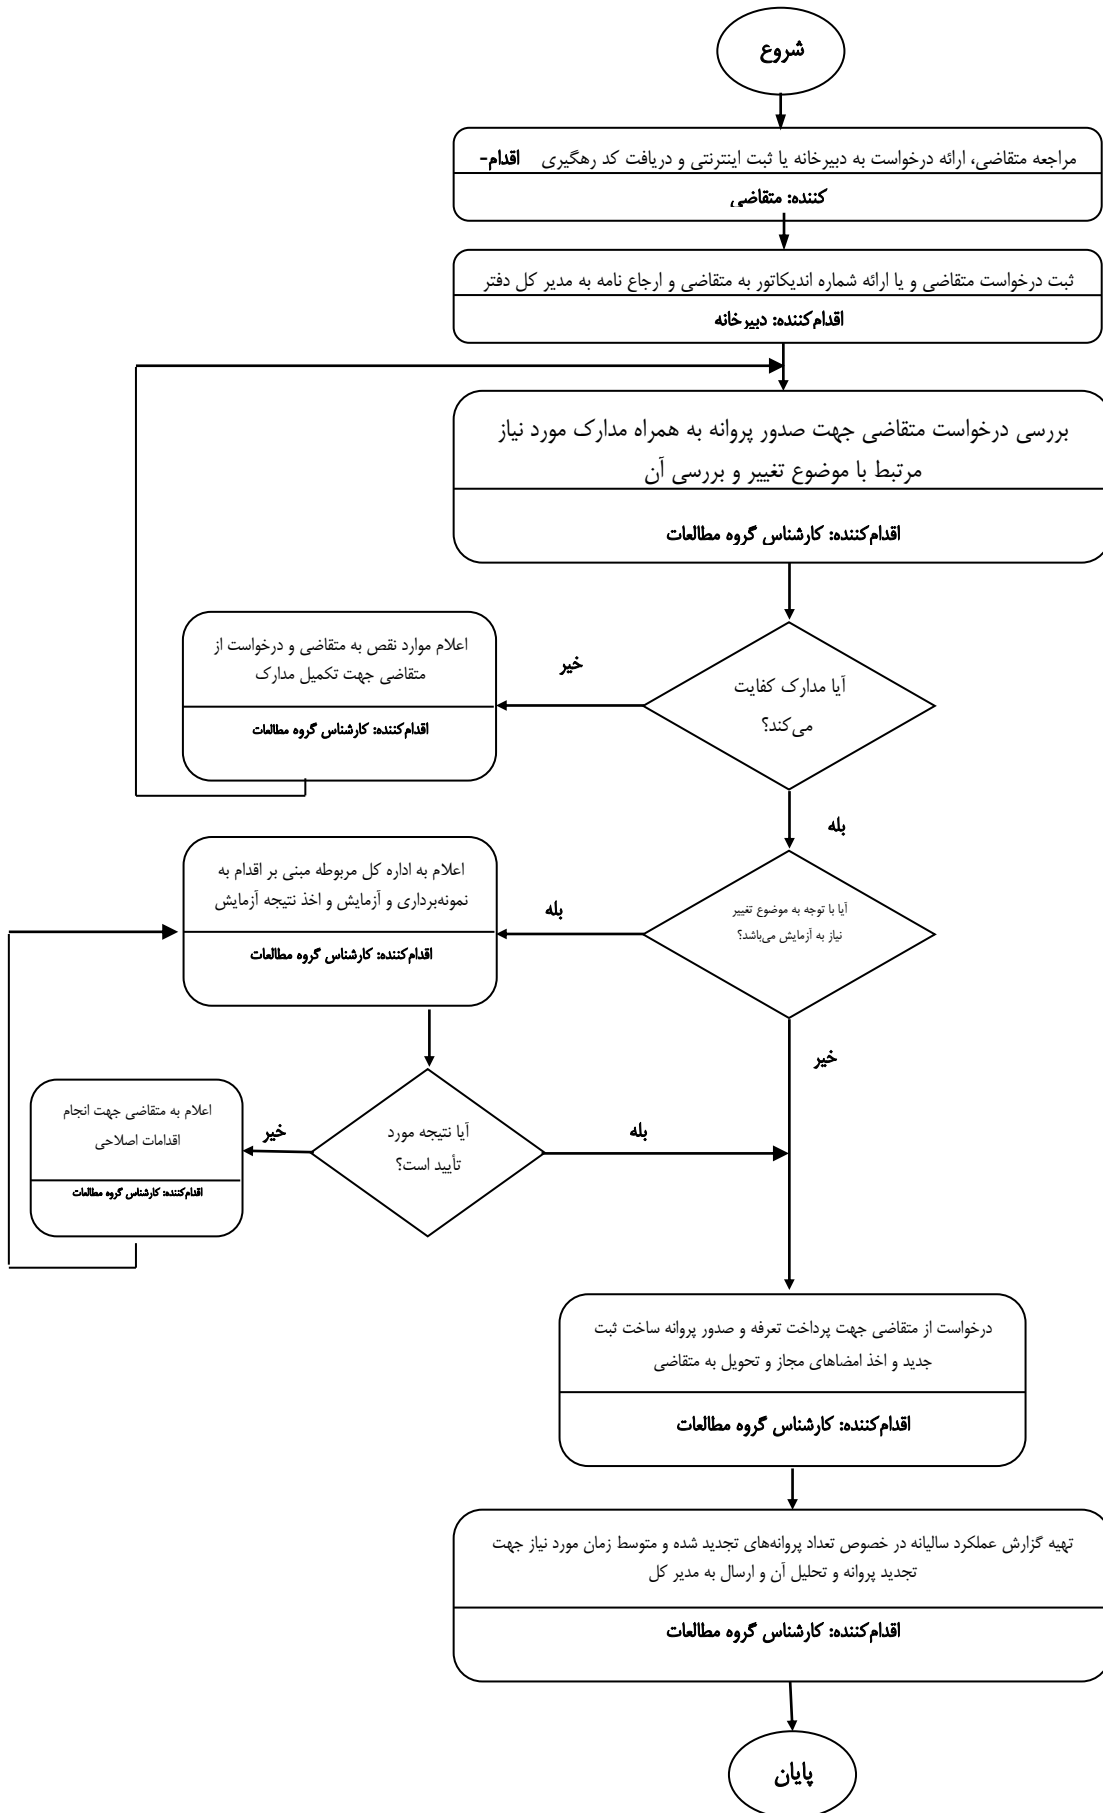 شروع
مراجعه متقاضی، ارائه درخواست به دبیرخانه یا ثبت اینترنتی و دریافت کد رهگیری اقدام-
کننده: متقاضی
ثبت درخواست متقاضی و یا ارائه شماره اندیکاتور به متقاضی و ارجاع نامه به مدیر کل دفتر
اقدام‌کننده: دبیرخانه
بررسی درخواست متقاضی جهت صدور پروانه به همراه مدارک مورد نیاز
مرتبط با موضوع تغییر و بررسی آن
اقدام‌کننده: کارشناس گروه مطالعات
آیا مدارک کفایت
می‌کند؟
خیر
اعلام موارد نقص به متقاضی و درخواست از
متقاضی جهت تکمیل مدارک
اقدام‌کننده: کارشناس گروه مطالعات
بله
آیا با توجه به موضوع تغییر
نیاز به آزمایش می‌باشد؟
بله
اعلام به اداره کل مربوطه مبنی بر اقدام به
نمونه‌برداری و آزمایش و اخذ نتیجه آزمایش
اقدام‌کننده: کارشناس گروه مطالعات
خیر
آیا نتیجه مورد
تأیید است؟
بله
خیر
اعلام به متقاضی جهت انجام
اقدامات اصلاحی
اقدام‌کننده: کارشناس گروه مطالعات
درخواست از متقاضی جهت پرداخت تعرفه و صدور پروانه ساخت ثبت
جدید و اخذ امضاهای مجاز و تحویل به متقاضی
اقدام‌کننده: کارشناس گروه مطالعات
تهیه گزارش عملکرد سالیانه در خصوص تعداد پروانه‌های تجدید شده و متوسط زمان مورد نیاز جهت
تجدید پروانه و تحلیل آن و ارسال به مدیر کل
اقدام‌کننده: کارشناس گروه مطالعات
پایان